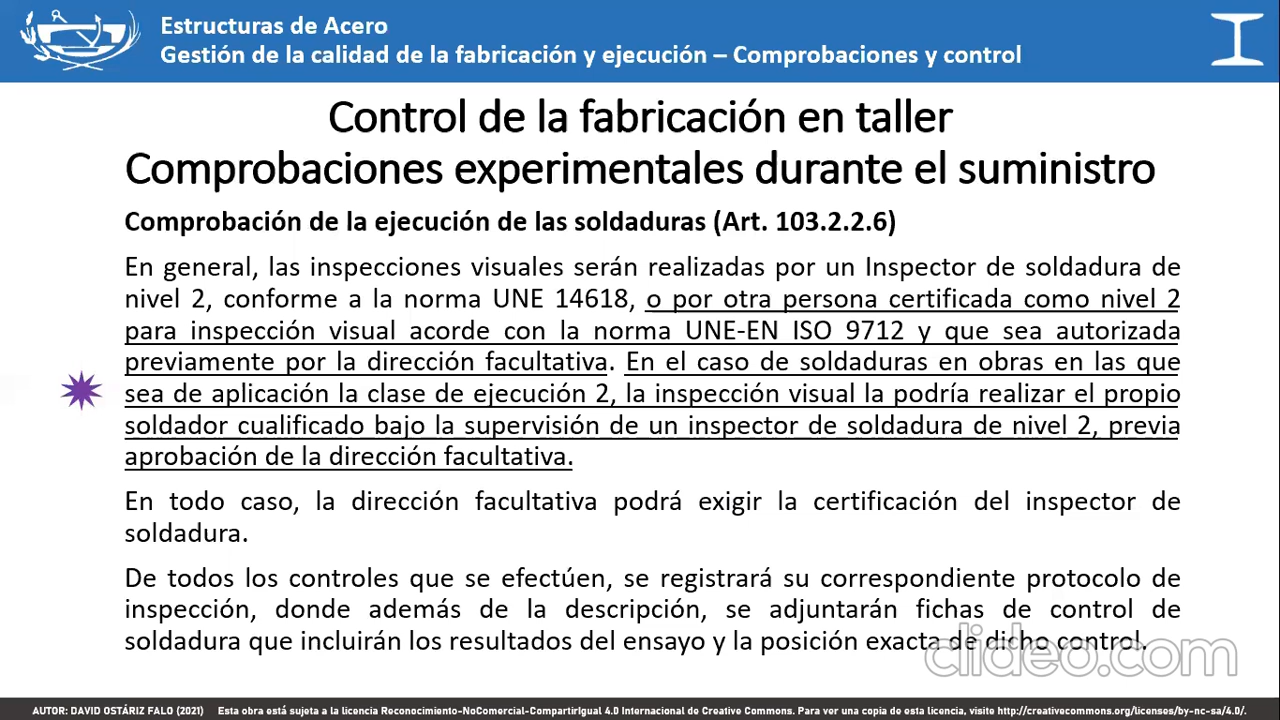 Estructuras de Acero
Gestión de la calidad de la fabricación y ejecución – Comprobaciones y control
Control de la fabricación en taller
Comprobaciones experimentales durante el suministro
Comprobación de la ejecución de las soldaduras (Art. 103.2.2.6)
En general, las inspecciones visuales serán realizadas por un Inspector de soldadura de
nivel 2, conforme a la norma UNE 14618, o por otra persona certificada como nivel 2
para inspección visual acorde con la norma UNE-EN ISO 9712 y que sea autorizada
previamente por la dirección facultativa. En el caso de soldaduras en obras en las que
sea de aplicación la clase de ejecución 2, la inspección visual la podría realizar el propio
soldador cualificado bajo la supervisión de un inspector de soldadura de nivel 2, previa
aprobación de la dirección facultativa.
En todo caso, la dirección facultativa podrá exigir la certificación del inspector de
soldadura.
De todos los controles que se efectúen, se registrará su correspondiente protocolo de
inspección, donde además de la descripción, se adjuntarán fichas de control de
soldadura que incluirán los resultados del ensayo y la posición exacta de dicho control.
clideo.com
AUTOR: DAVID OSTÁRIZ FALO (2021) Esta obra está sujeta a la licencia Reconocimiento-NoComercial-CompartirIgual 4.0 Internacional de Creative Commons. Para ver una copia de esta licencia, visite http://creativecommons.org/licenses/by-nc-sa/4.0/.